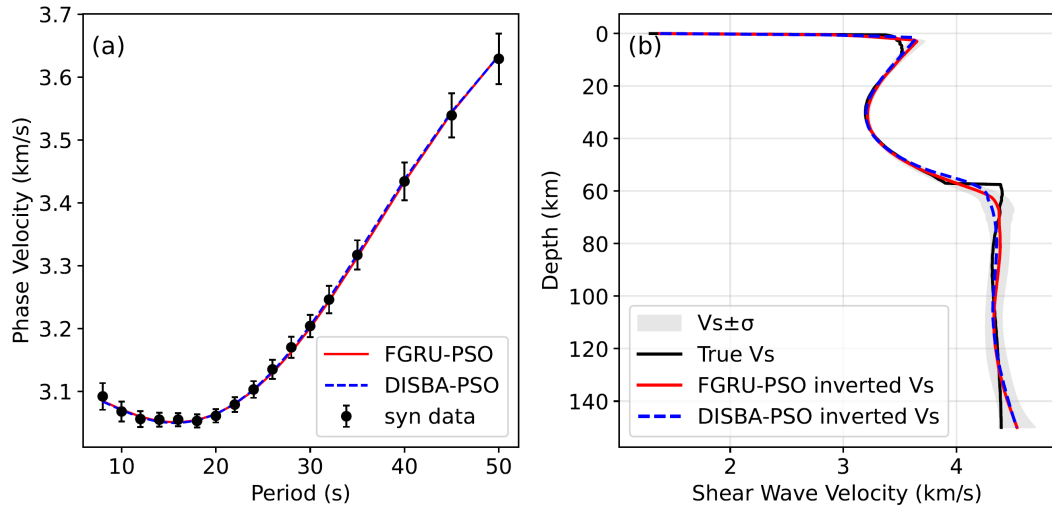 (a)
3.7
3.6
3.5
3.4
3.3
3.2
3.1
Phase Velocity (km/s)
10 20 30 40 50
Period (s)
FGRU-PSO
DISBA-PSO
syn data
(b)
0
20
40
60
80
100
120
140
Depth (km)
2 3 4
Shear Wave Velocity (km/s)
Vs±σ
True Vs
FGRU-PSO inverted Vs
DISBA-PSO inverted Vs